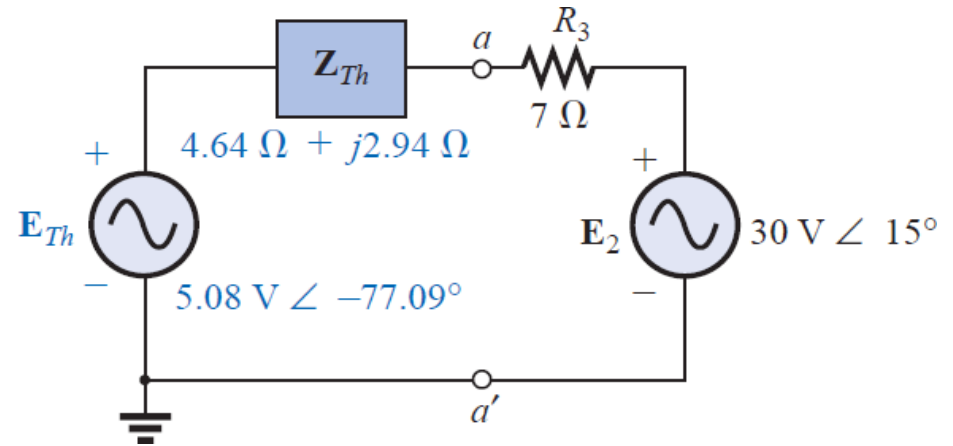 a
R3
ZTh
7 Ω
4.64 Ω + j2.94 Ω
+
+
ETh
E2
30 V ∠ 15°
−
−
5.08 V ∠ −77.09°
a′